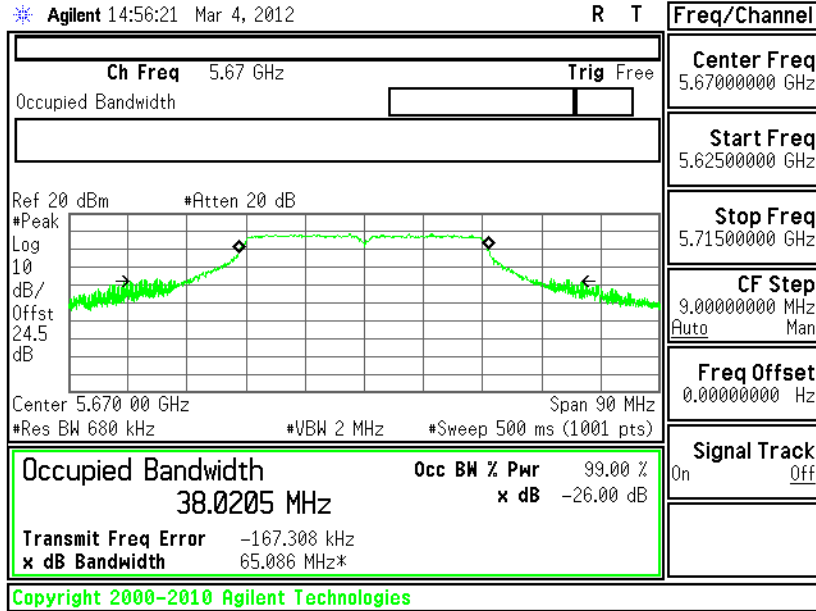 Agilent 14:56:21 Mar 4, 2012 R T
Freq/Channel
Ch Freq 5.67 GHz Trig Free
Occupied Bandwidth
Center Freq
5.67000000 GHz
Start Freq
5.62500000 GHz
Stop Freq
5.71500000 GHz
CF Step
9.00000000 MHz
Auto Man
Freq Offset
0.00000000 Hz
Signal Track
On Off
Ref 20 dBm #Atten 20 dB
#Peak
Log
10
dB/
Offst
24.5
dB
Center 5.670 00 GHz Span 90 MHz
#Res BW 680 kHz #VBW 2 MHz #Sweep 500 ms (1001 pts)
Occupied Bandwidth
38.0205 MHz
Occ BW % Pwr 99.00 %
x dB -26.00 dB
Transmit Freq Error -167.308 kHz
x dB Bandwidth 65.086 MHz*
Copyright 2000-2010 Agilent Technologies